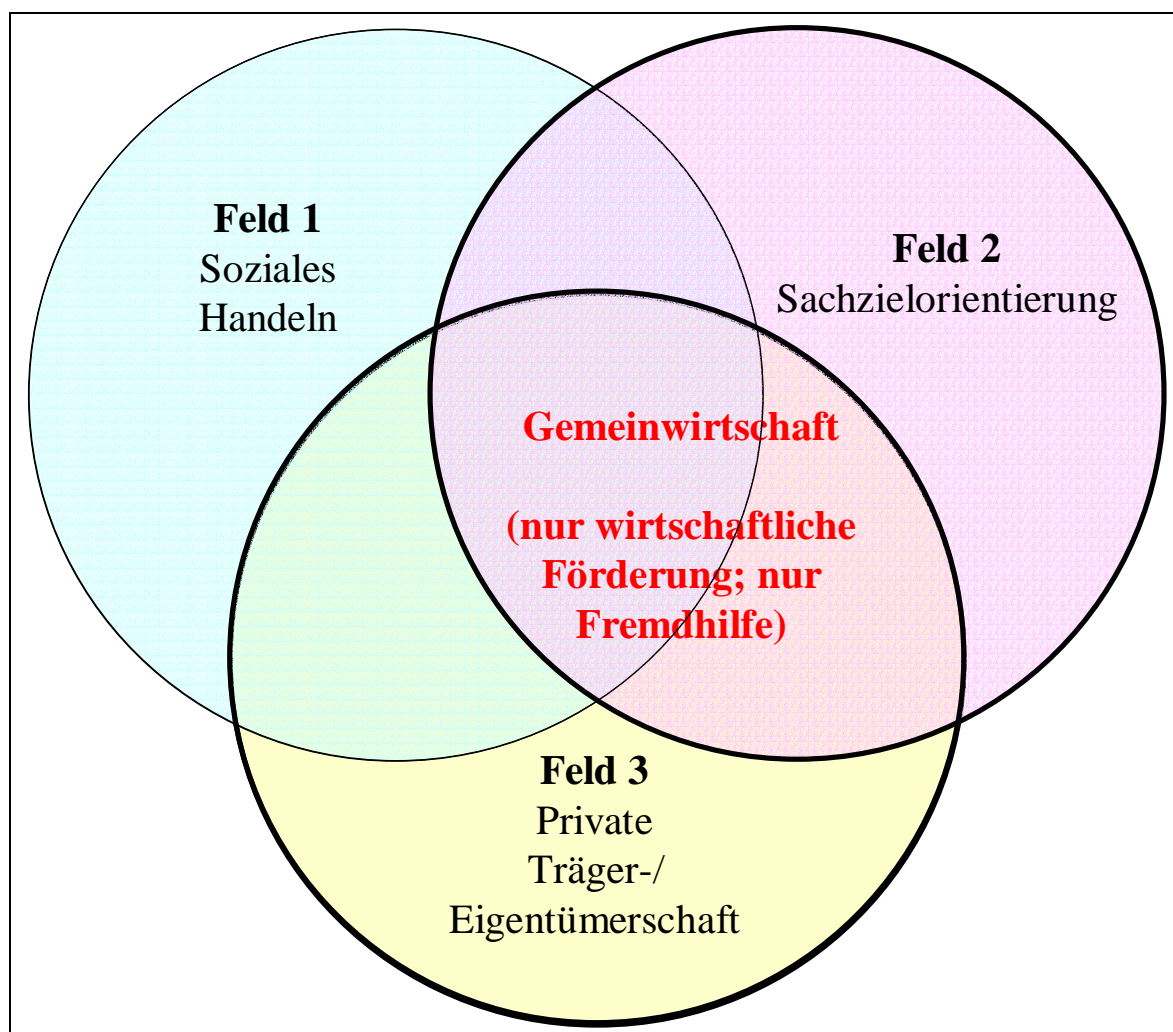 Feld 1
Soziales
Handeln
Feld 2
Sachzielorientierung
Gemeinwirtschaft
(nur wirtschaftliche
Förderung; nur
Fremdhilfe)
Feld 3
Private
Träger-/
Eigentümerschaft